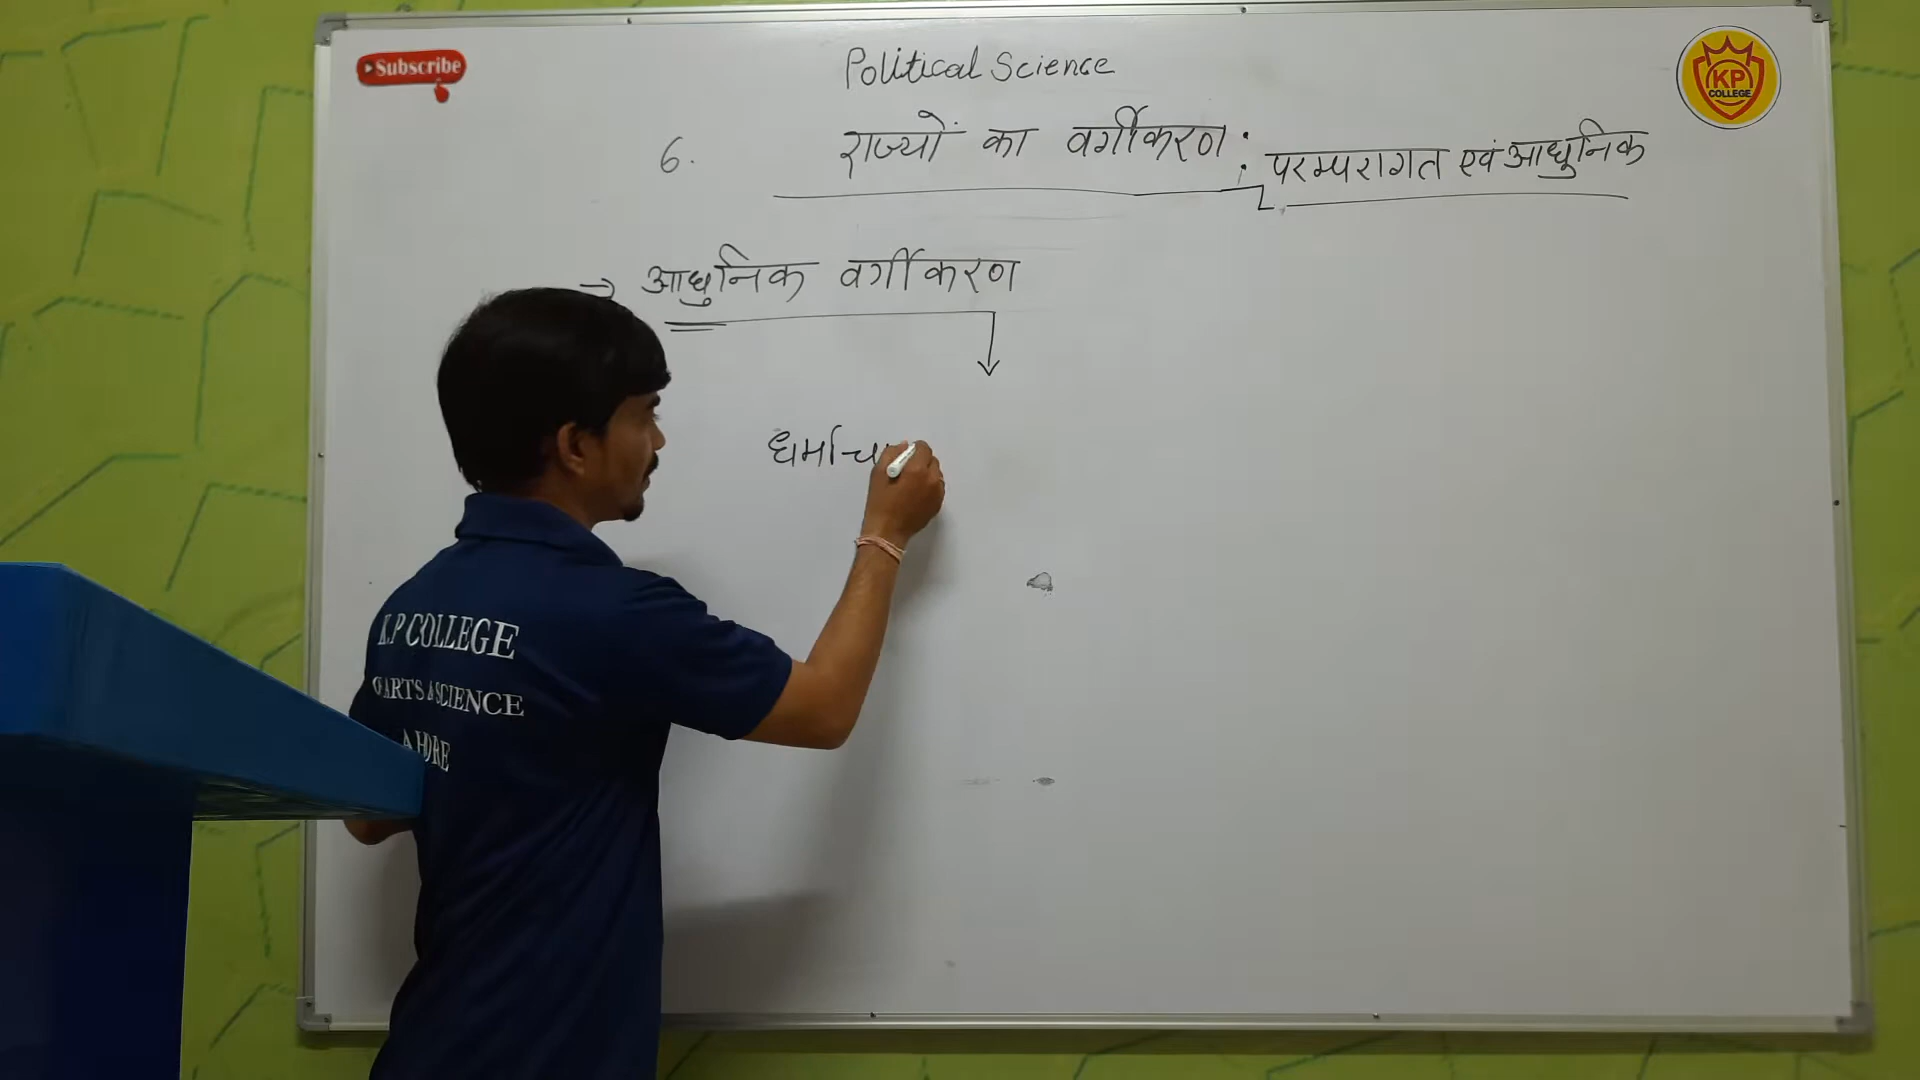 Subscribe
Political Science
KP
COLLEGE
6. राज्यों का वर्गीकरण : परम्परागत एवं आधुनिक
→ आधुनिक वर्गीकरण
K.P COLLEGE
ARTS & SCIENCE
AHORE